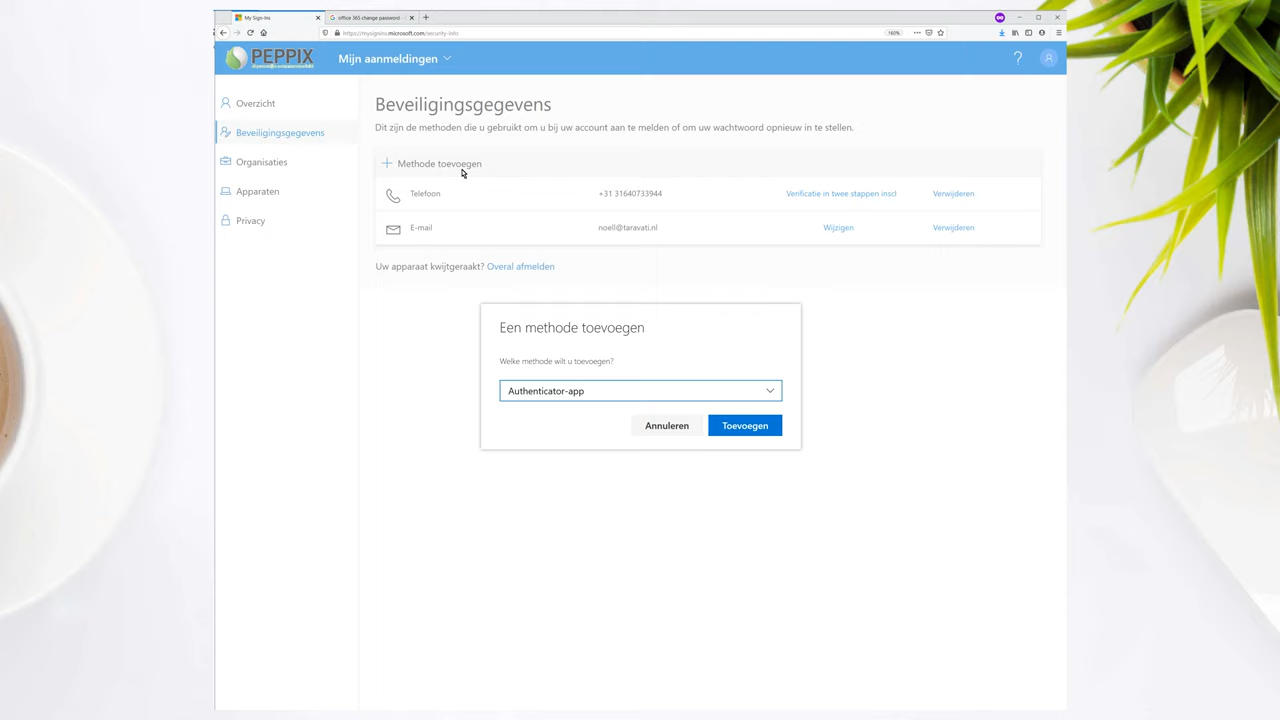 My Sign-Ins
office 365 change password -
https://mysignins.microsoft.com/security-info
160%
PEPPIX
Mijn aanmeldingen
?
Overzicht
Beveiligingsgegevens
Organisaties
Apparaten
Privacy
Beveiligingsgegevens
Dit zijn de methoden die u gebruikt om u bij uw account aan te melden of om uw wachtwoord opnieuw in te stellen.
+ Methode toevoegen
Telefoon +31 31640733944 Verificatie in twee stappen inscl Verwijderen
E-mail noell@taravati.nl Wijzigen Verwijderen
Uw apparaat kwijtgeraakt? Overal afmelden
Een methode toevoegen
Welke methode wilt u toevoegen?
Authenticator-app
Annuleren Toevoegen